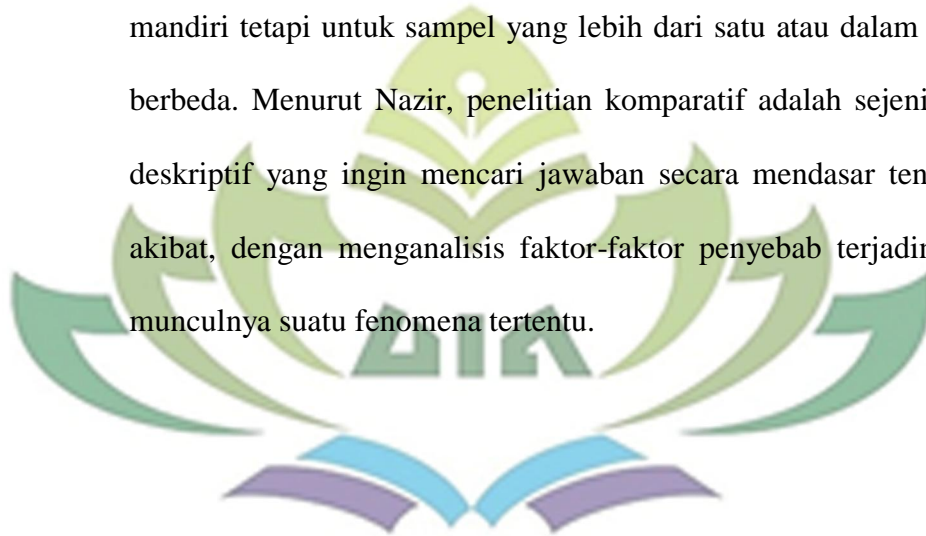 mandiri tetapi untuk sampel yang lebih dari satu atau dalam
berbeda. Menurut Nazir, penelitian komparatif adalah sejeni
deskriptif yang ingin mencari jawaban secara mendasar ten
akibat, dengan menganalisis faktor-faktor penyebab terjadin
munculnya suatu fenomena tertentu.